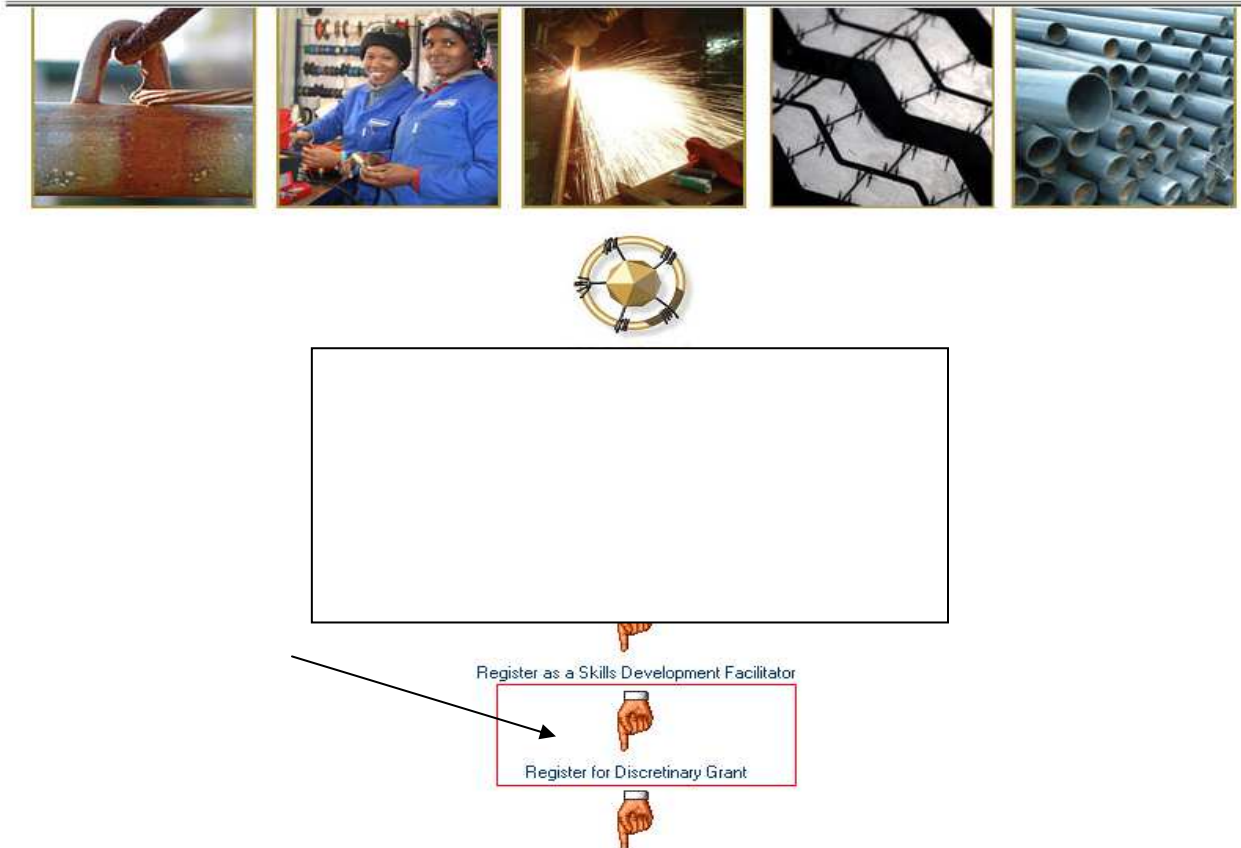 Register as a Skills Development Facilitator
Register for Discretinary Grant